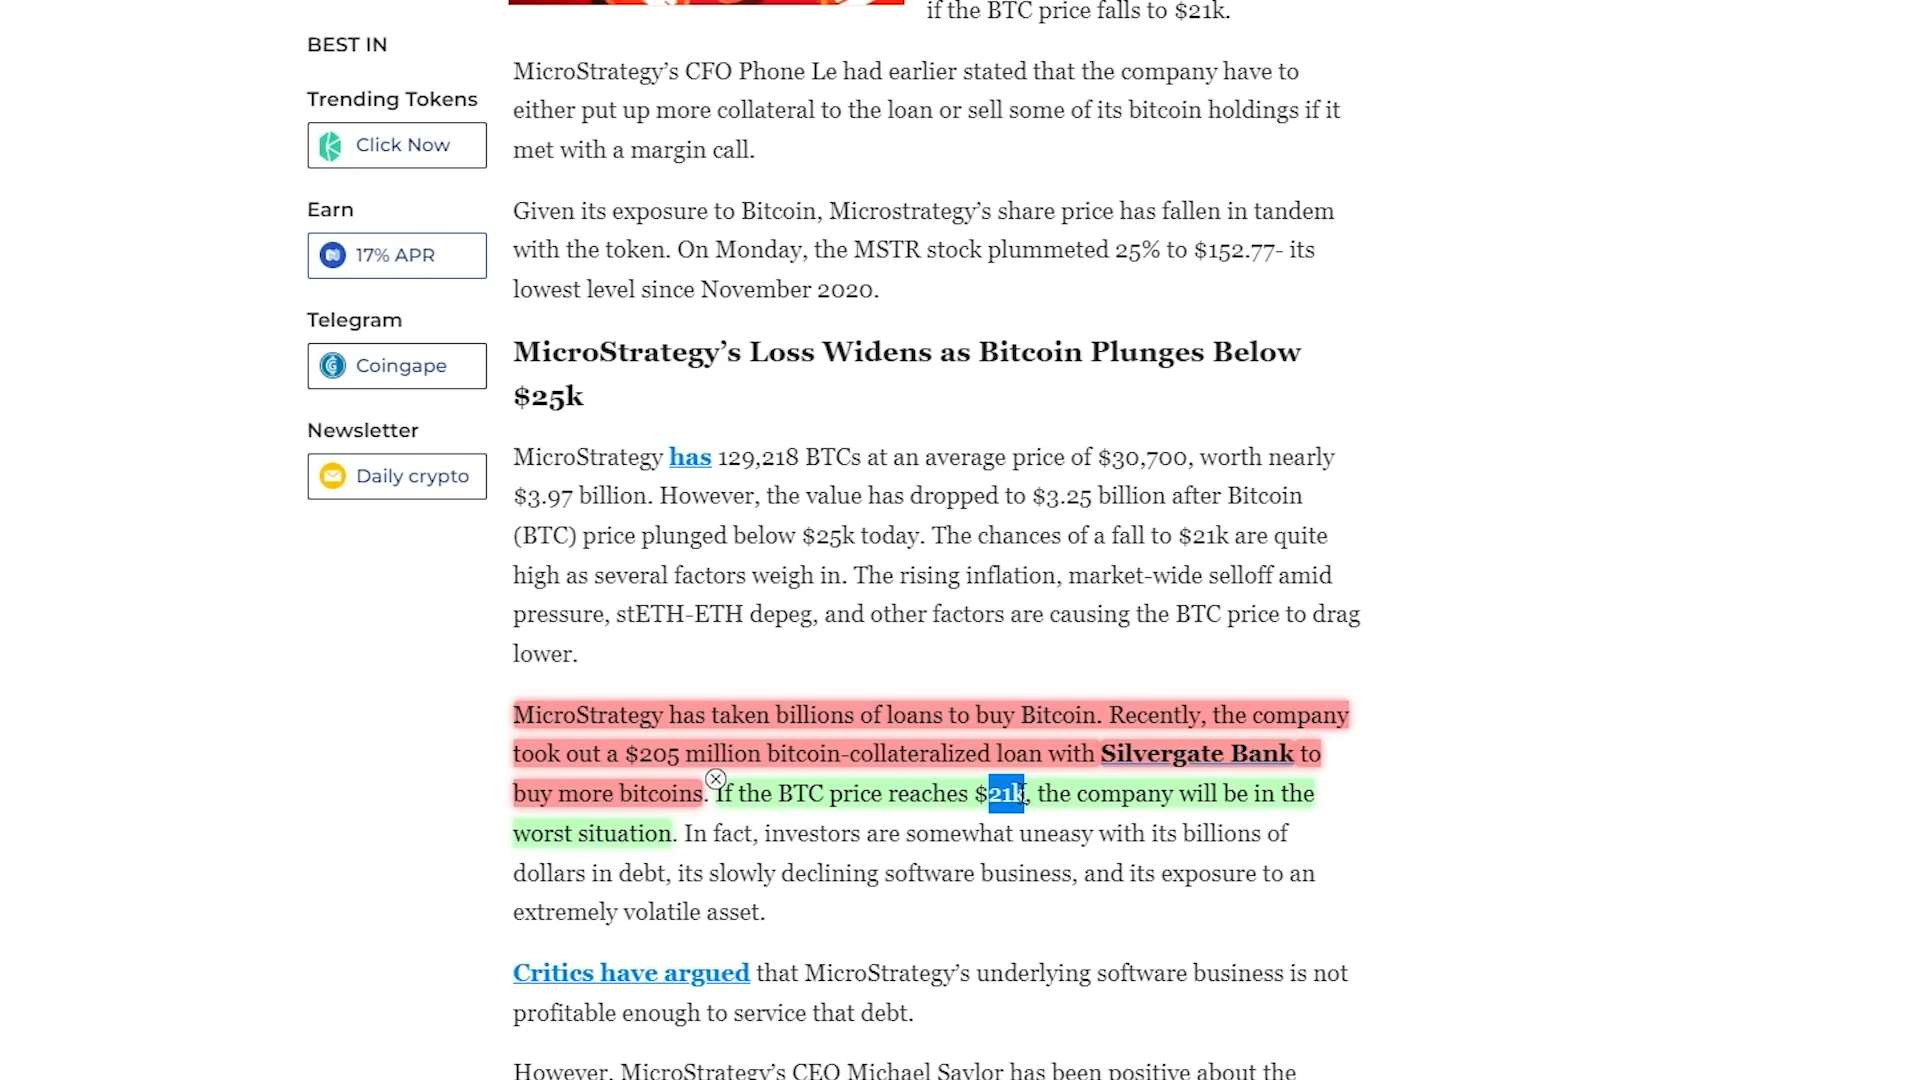 if the BTC price falls to $21k.
BEST IN
Trending Tokens
Click Now
Earn
17% APR
Telegram
Coingape
Newsletter
Daily crypto
MicroStrategy’s CFO Phone Le had earlier stated that the company have to
either put up more collateral to the loan or sell some of its bitcoin holdings if it
met with a margin call.
Given its exposure to Bitcoin, Microstrategy’s share price has fallen in tandem
with the token. On Monday, the MSTR stock plummeted 25% to $152.77- its
lowest level since November 2020.
MicroStrategy’s Loss Widens as Bitcoin Plunges Below
$25k
MicroStrategy has 129,218 BTCs at an average price of $30,700, worth nearly
$3.97 billion. However, the value has dropped to $3.25 billion after Bitcoin
(BTC) price plunged below $25k today. The chances of a fall to $21k are quite
high as several factors weigh in. The rising inflation, market-wide selloff amid
pressure, stETH-ETH depeg, and other factors are causing the BTC price to drag
lower.
MicroStrategy has taken billions of loans to buy Bitcoin. Recently, the company
took out a $205 million bitcoin-collateralized loan with Silvergate Bank to
buy more bitcoins. If the BTC price reaches $21k, the company will be in the
worst situation. In fact, investors are somewhat uneasy with its billions of
dollars in debt, its slowly declining software business, and its exposure to an
extremely volatile asset.
Critics have argued that MicroStrategy’s underlying software business is not
profitable enough to service that debt.
However, MicroStrategy’s CEO Michael Saylor has been positive about the